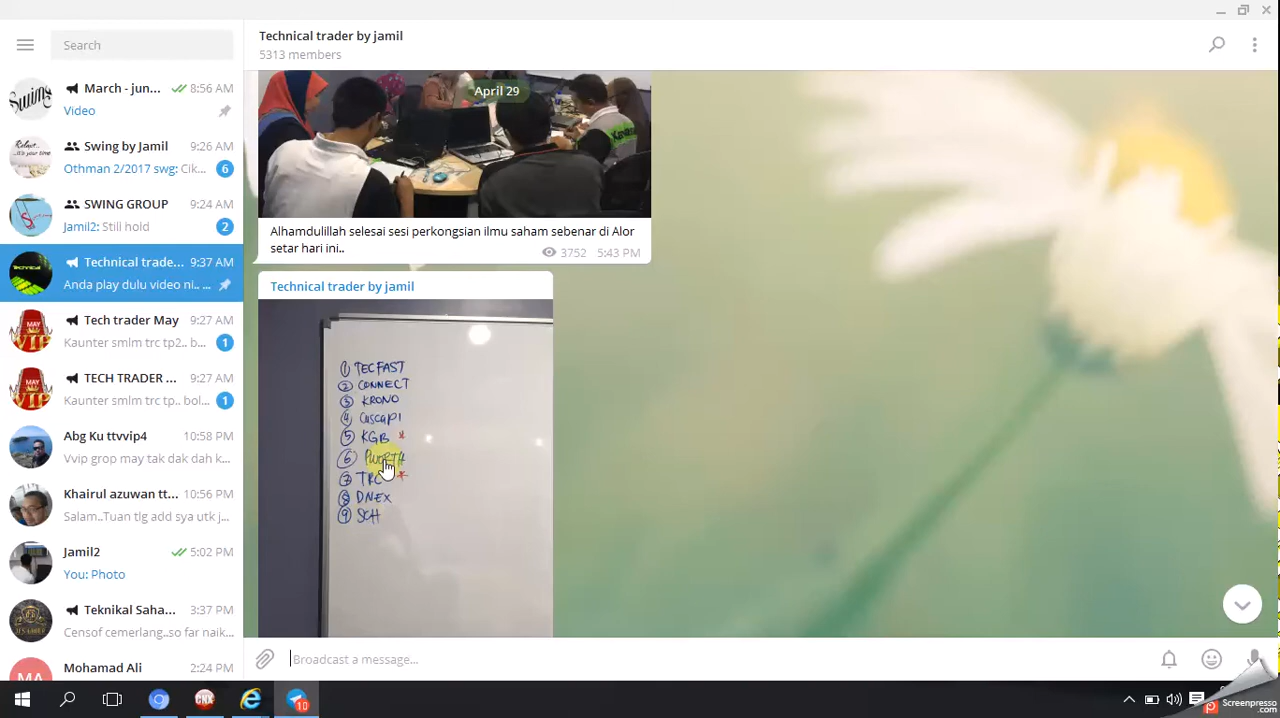 Search
March - jun...
8:56 AM
Video
Swing by Jamil
9:26 AM
Othman 2/2017 swg: Cik...
6
SWING GROUP
9:24 AM
Jamil2: Still hold
2
Technical trade...
9:37 AM
Anda play dulu video ni.. ...
Tech trader May
9:27 AM
Kaunter smlm trc tp2.. b...
1
TECH TRADER ...
9:27 AM
Kaunter smlm trc tp.. bol...
1
Abg Ku ttvvip4
10:58 PM
Vvip grop may tak dak dah k...
Khairul azuwan tt...
10:56 PM
Salam..Tuan tlg add sya utk j...
Jamil2
5:02 PM
You: Photo
Teknikal Saha...
3:37 PM
Censof cemerlang..so far naik...
Mohamad Ali
2:24 PM
MA
Technical trader by jamil
5313 members
April 29
Alhamdulillah selesai sesi perkongsian ilmu saham sebenar di Alor
setar hari ini..
3752 5:43 PM
Technical trader by jamil
1 TECFAST
2 CONNECT
3 KRONO
4 Cuscapi
5 KGB *
6 PWORTH
7 TRC *
8 DNEX
9 SCH
Broadcast a message...
CNX
10
Screenpresso
.com